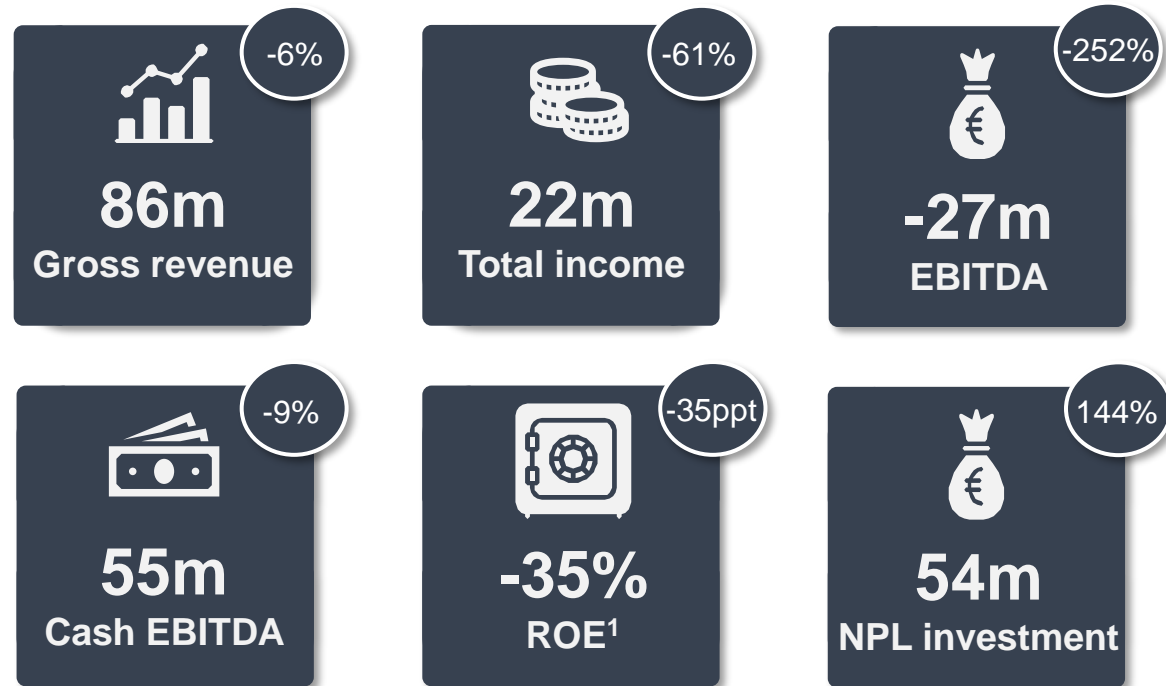 -6%
86m
Gross revenue
-61%
22m
Total income
-252%
€
-27m
EBITDA
-9%
55m
Cash EBITDA
-35ppt
-35%
ROE¹
144%
€
54m
NPL investment